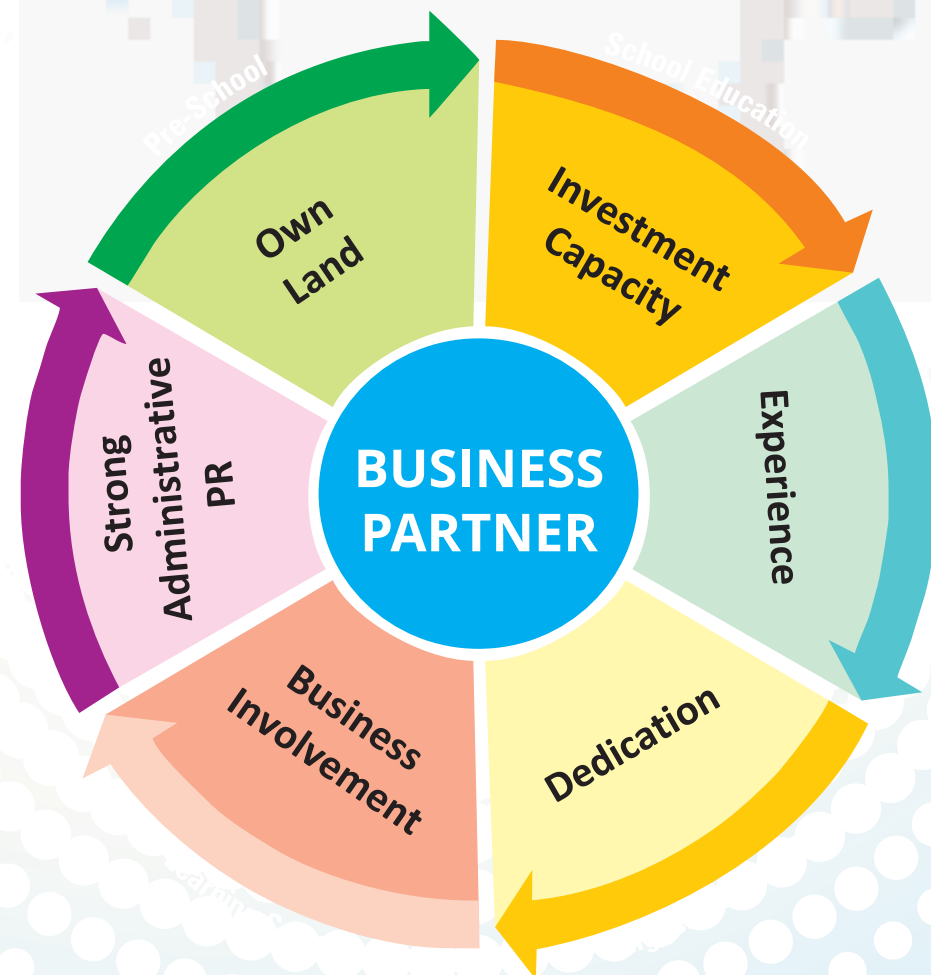 Pre-School
School Education
Own
Land
Investment
Capacity
Experience
Dedication
Business
Involvement
Strong
Administrative
PR
BUSINESS
PARTNER